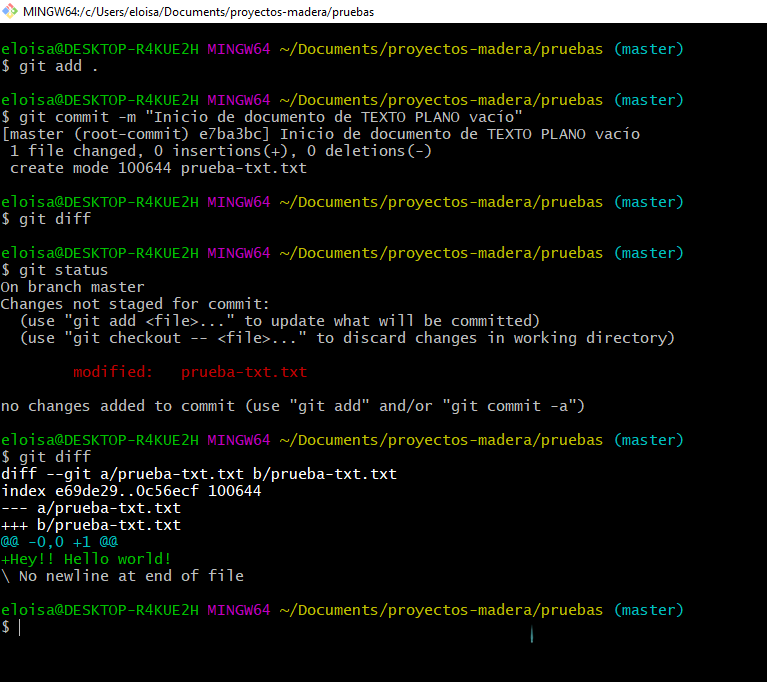 MINGW64:/c/Users/eloisa/Documents/proyectos-madera/pruebas
eloisa@DESKTOP-R4KUE2H MINGW64 ~/Documents/proyectos-madera/pruebas (master)
$ git add .
eloisa@DESKTOP-R4KUE2H MINGW64 ~/Documents/proyectos-madera/pruebas (master)
$ git commit -m "Inicio de documento de TEXTO PLANO vacío"
[master (root-commit) e7ba3bc] Inicio de documento de TEXTO PLANO vacío
 1 file changed, 0 insertions(+), 0 deletions(-)
 create mode 100644 prueba-txt.txt
eloisa@DESKTOP-R4KUE2H MINGW64 ~/Documents/proyectos-madera/pruebas (master)
$ git diff
eloisa@DESKTOP-R4KUE2H MINGW64 ~/Documents/proyectos-madera/pruebas (master)
$ git status
On branch master
Changes not staged for commit:
  (use "git add <file>..." to update what will be committed)
  (use "git checkout -- <file>..." to discard changes in working directory)
        modified:   prueba-txt.txt
no changes added to commit (use "git add" and/or "git commit -a")
eloisa@DESKTOP-R4KUE2H MINGW64 ~/Documents/proyectos-madera/pruebas (master)
$ git diff
diff --git a/prueba-txt.txt b/prueba-txt.txt
index e69de29..0c56ecf 100644
--- a/prueba-txt.txt
+++ b/prueba-txt.txt
@@ -0,0 +1 @@
+Hey!! Hello world!
\ No newline at end of file
eloisa@DESKTOP-R4KUE2H MINGW64 ~/Documents/proyectos-madera/pruebas (master)
$